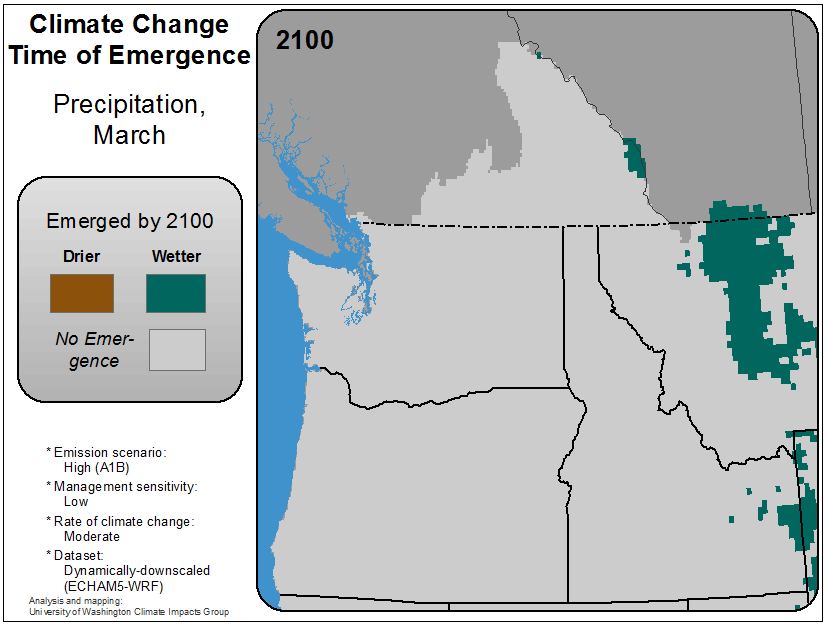 Climate Change
Time of Emergence
Precipitation,
March
Emerged by 2100
Drier
Wetter
No Emer-
gence
* Emission scenario:
High (A1B)
* Management sensitivity:
Low
* Rate of climate change:
Moderate
* Dataset:
Dynamically-downscaled
(ECHAM5-WRF)
Analysis and mapping:
University of Washington Climate Impacts Group
2100